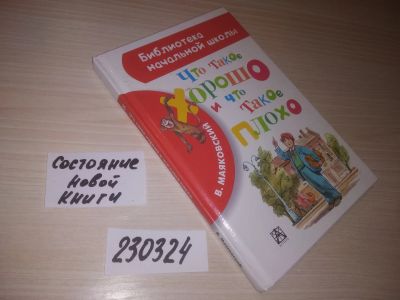 Библиотека
начальной школы
Что такое
хорошо
и что
такое
плохо
В. МАЯКОВСКИЙ
Состояние
новой
книги
230324